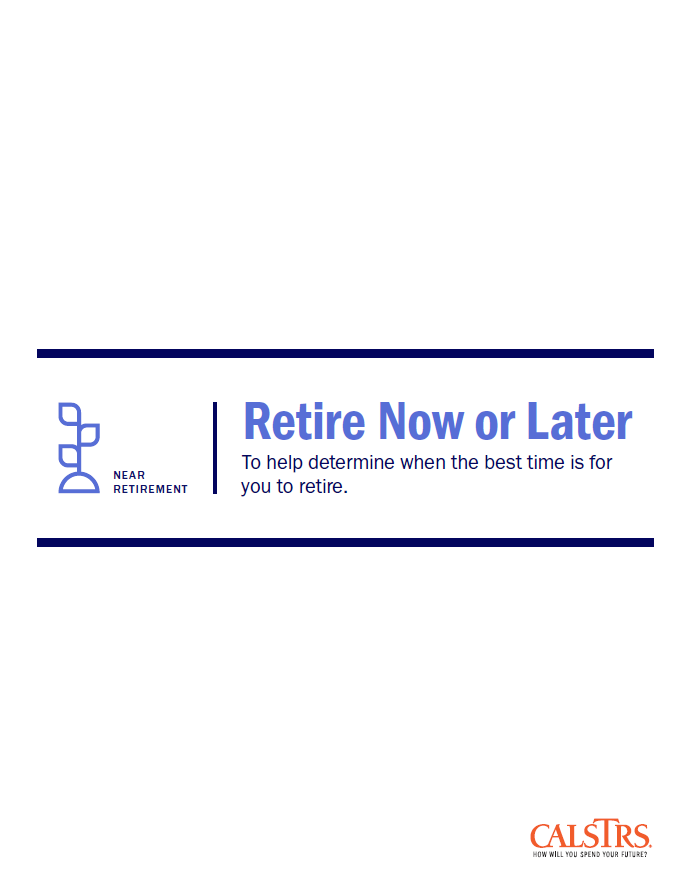 NEAR
RETIREMENT
Retire Now or Later
To help determine when the best time is for
you to retire.
CALSTRS.
HOW WILL YOU SPEND YOUR FUTURE?